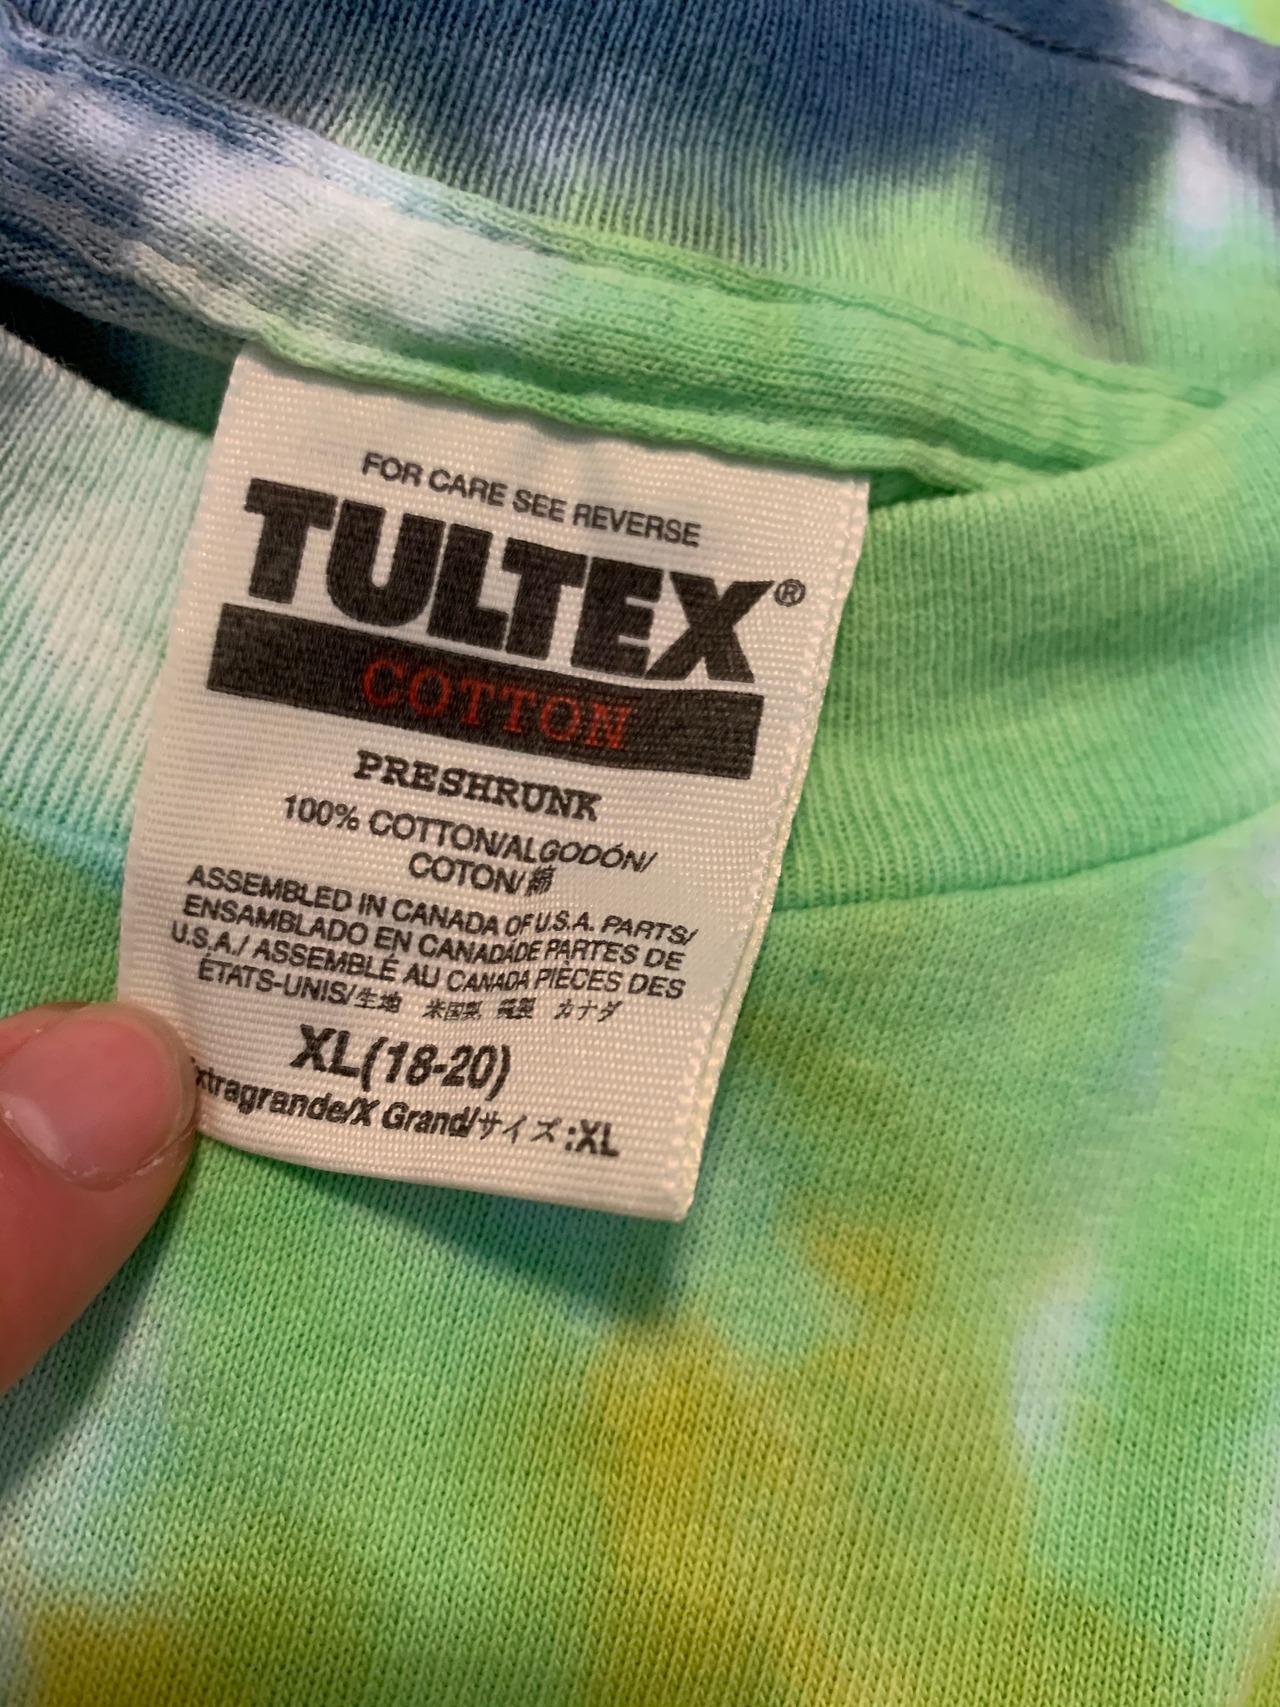 FOR CARE SEE REVERSE
TULTEX®
COTTON
PRESHRUNK
100% COTTON/ALGODÓN/
COTON/綿
ASSEMBLED IN CANADA OF U.S.A. PARTS/
ENSAMBLADO EN CANADÁ DE PARTES DE
U.S.A./ ASSEMBLÉ AU CANADA PIÈCES DES
ÉTATS-UNIS/生地 米国製 縫製 カナダ
XL(18-20)
xtragrande/X Grand/サイズ:XL